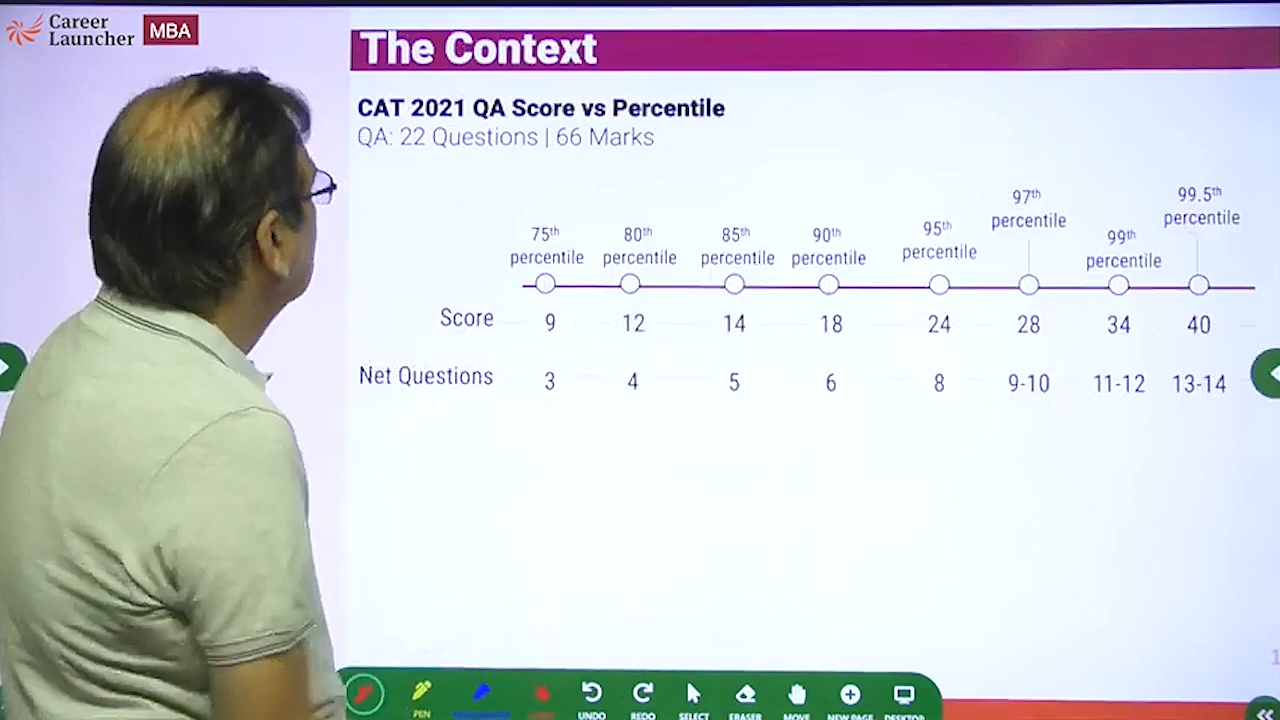 Career
Launcher
MBA
The Context
CAT 2021 QA Score vs Percentile
QA: 22 Questions | 66 Marks
75th percentile
80th percentile
85th percentile
90th percentile
95th percentile
97th percentile
99th percentile
99.5th percentile
Score 9 12 14 18 24 28 34 40
Net Questions 3 4 5 6 8 9-10 11-12 13-14
PEN
UNDO
REDO
SELECT
ERASER
MOVE
NEW PAGE
DESKTOP